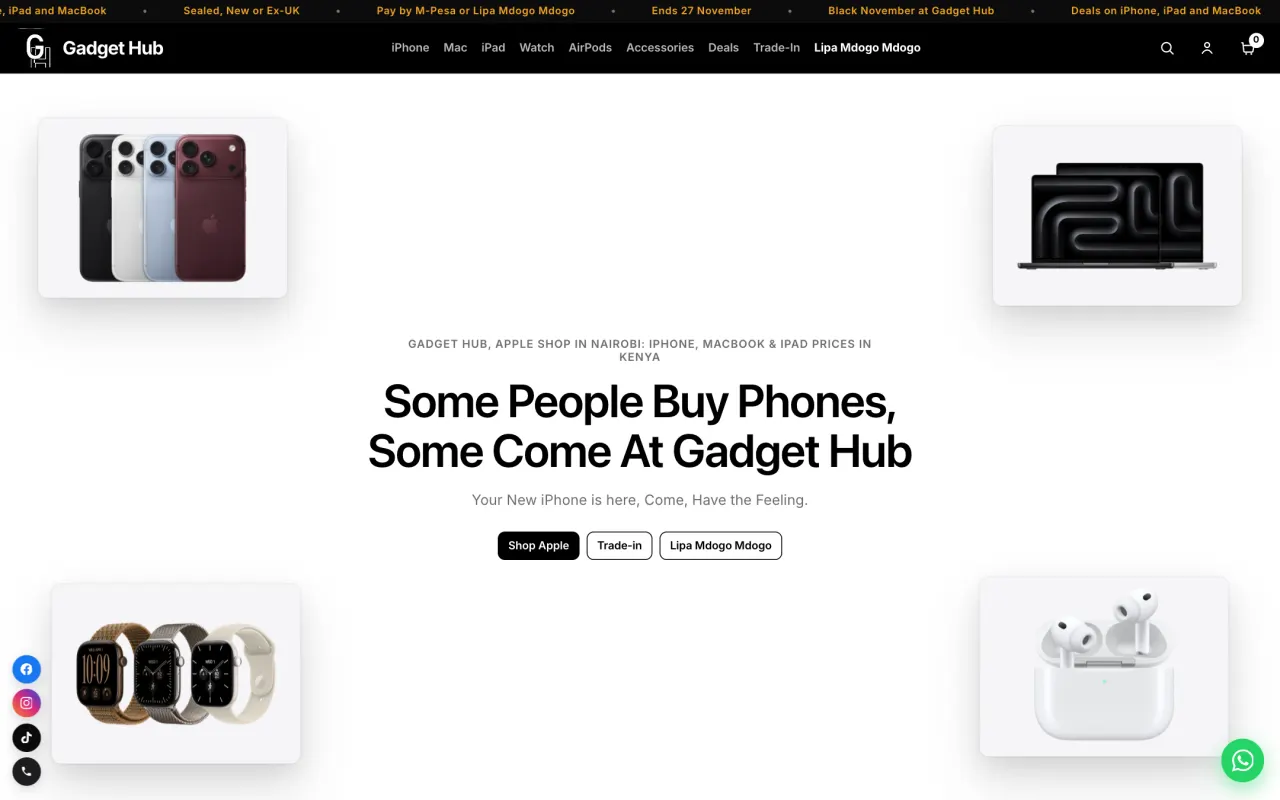 , iPad and MacBook • Sealed, New or Ex-UK • Pay by M-Pesa or Lipa Mdogo Mdogo • Ends 27 November • Black November at Gadget Hub • Deals on iPhone, iPad and MacBook
G Gadget Hub iPhone Mac iPad Watch AirPods Accessories Deals Trade-In Lipa Mdogo Mdogo 0
GADGET HUB, APPLE SHOP IN NAIROBI: IPHONE, MACBOOK & IPAD PRICES IN
KENYA
Some People Buy Phones,
Some Come At Gadget Hub
Your New iPhone is here, Come, Have the Feeling.
Shop Apple Trade-in Lipa Mdogo Mdogo
10:09